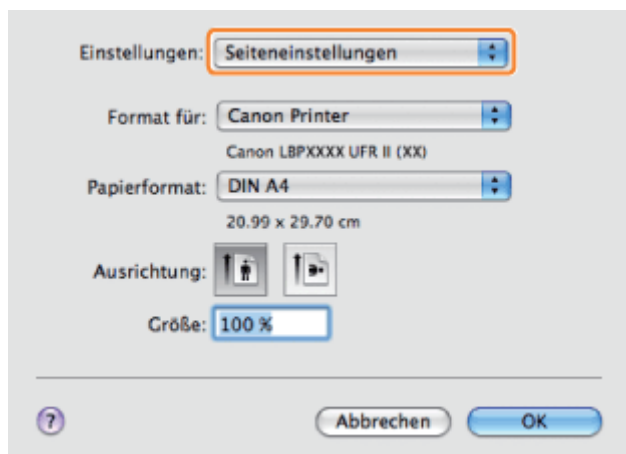 Einstellungen: Seiteneinstellungen
Format für: Canon Printer
Canon LBPXXXX UFR II (XX)
Papierformat: DIN A4
20.99 x 29.70 cm
Ausrichtung:
Größe: 100 %
? Abbrechen OK